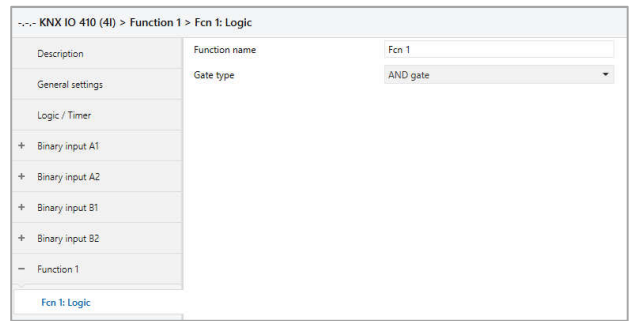 -.-.- KNX IO 410 (4I) > Function 1 > Fcn 1: Logic
Description
General settings
Logic / Timer
+ Binary input A1
+ Binary input A2
+ Binary input B1
+ Binary input B2
− Function 1
Fcn 1: Logic
Function name Fcn 1
Gate type AND gate